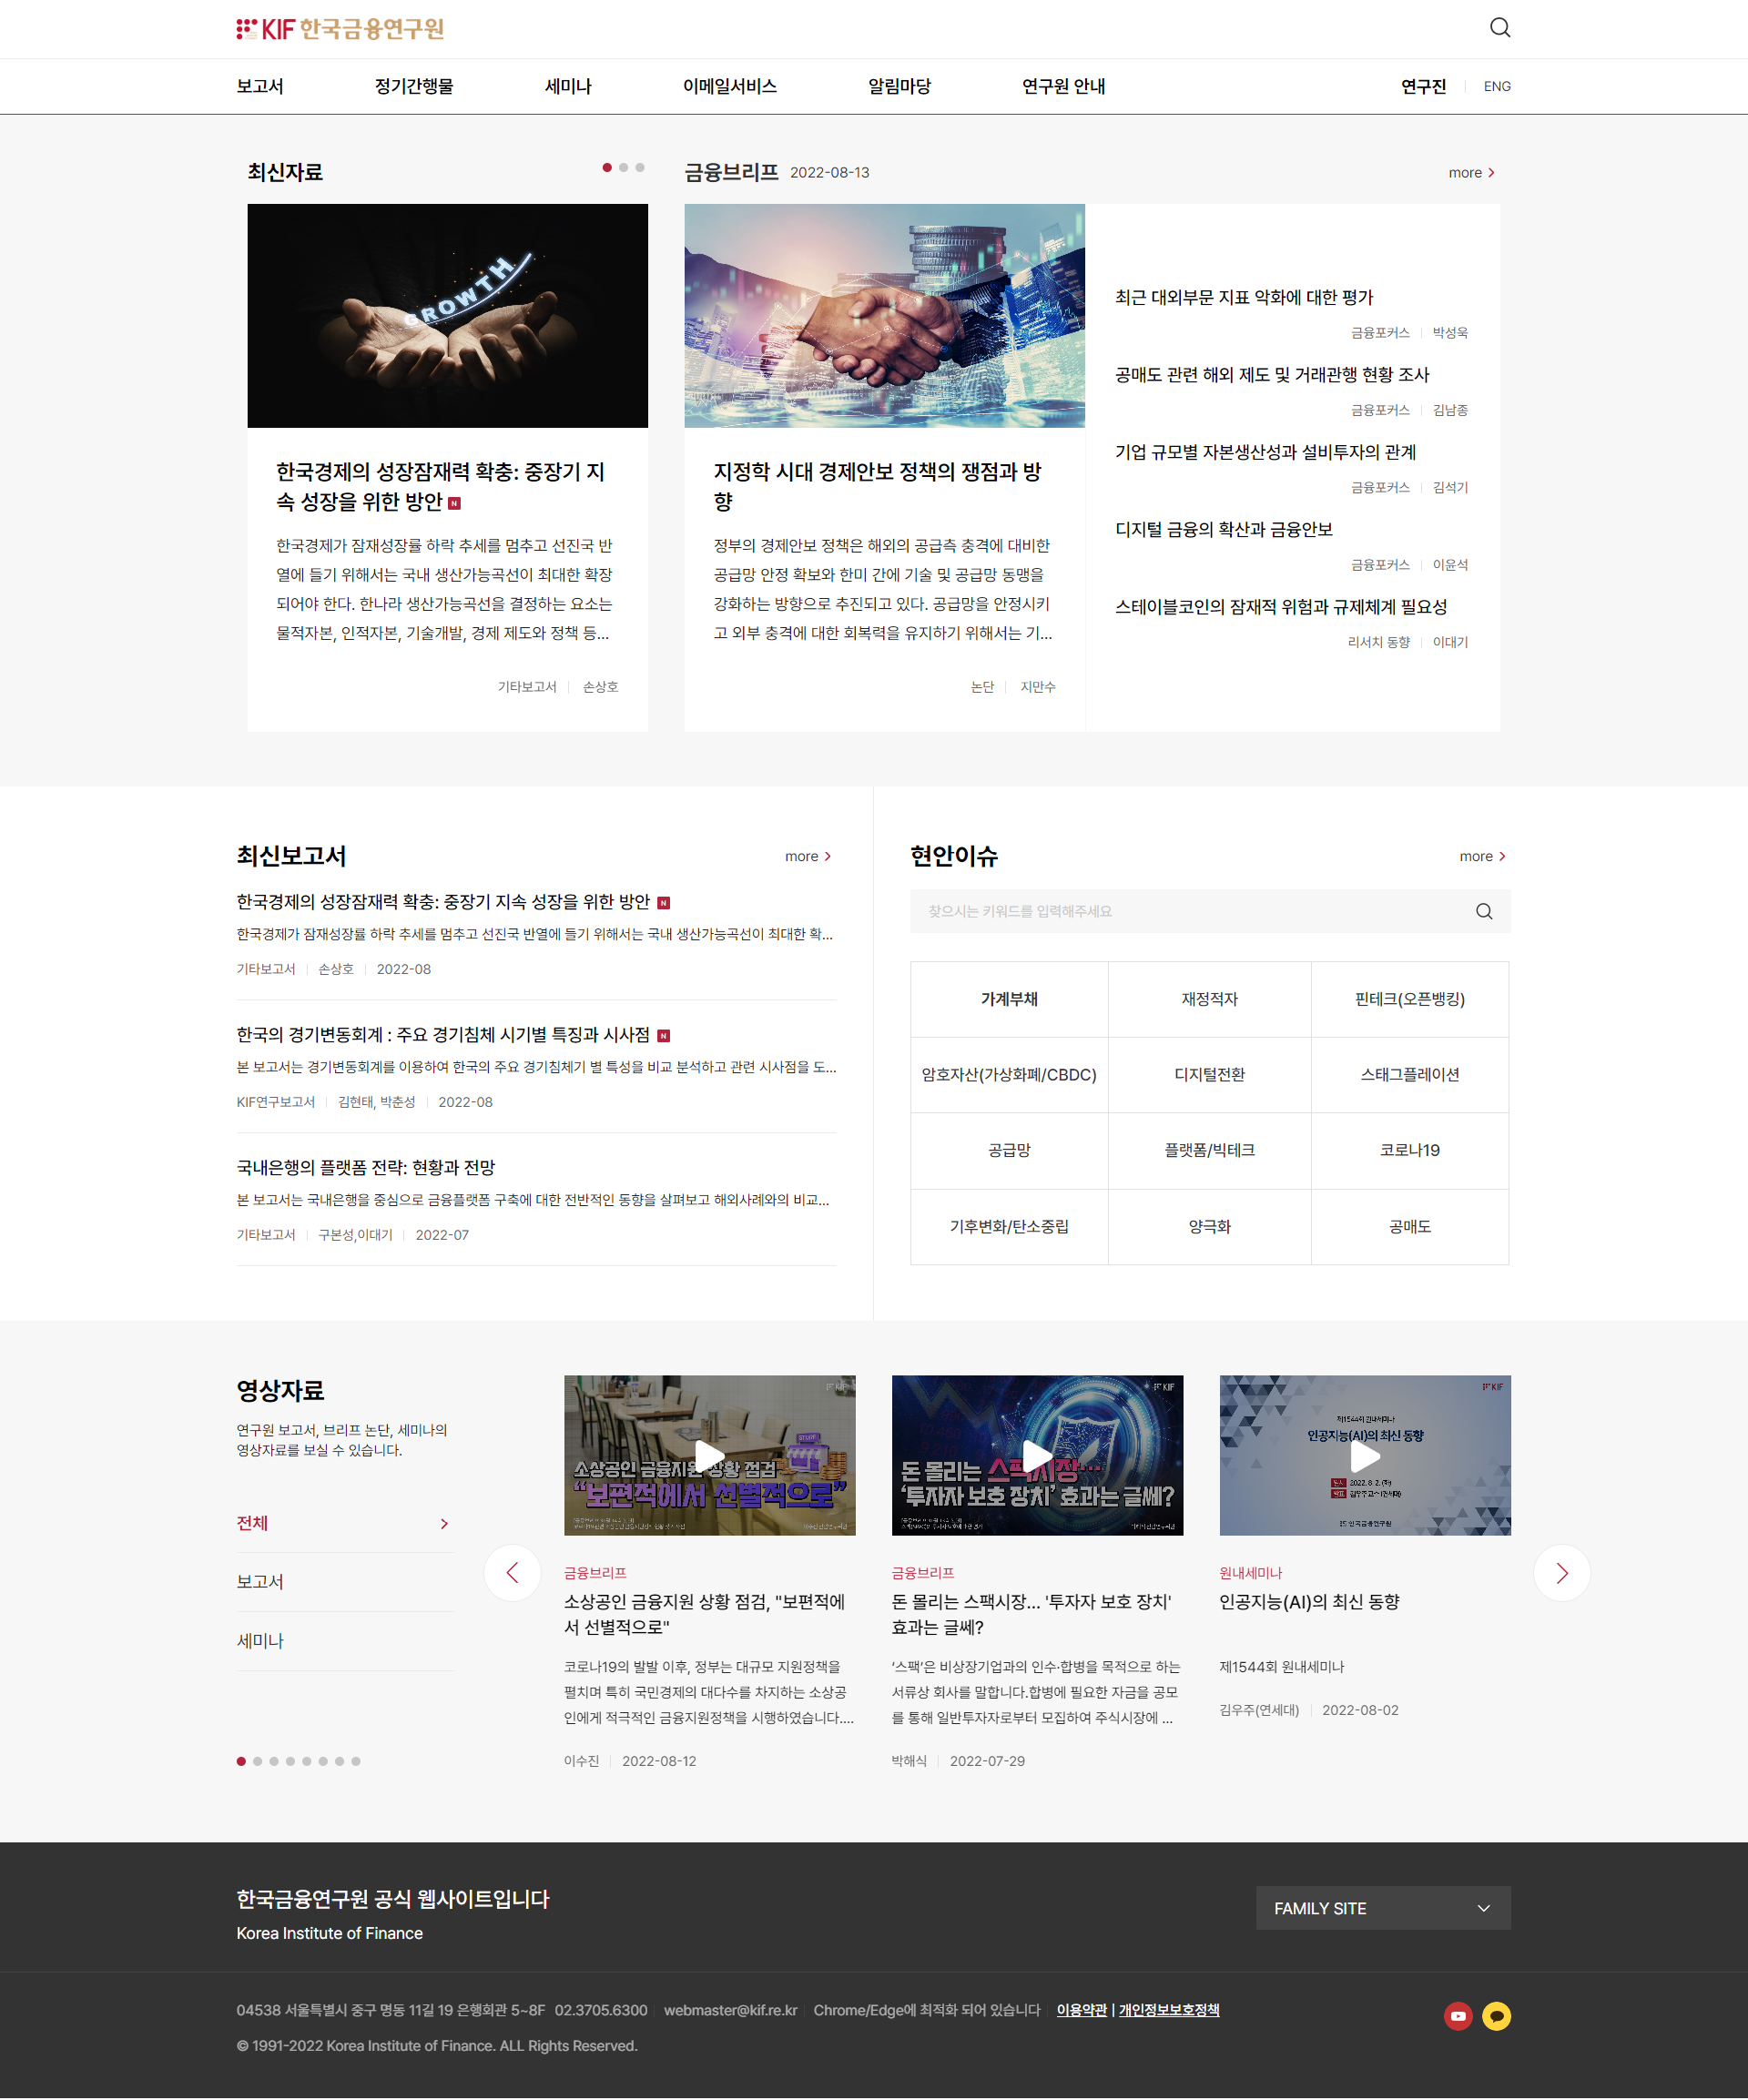 KIF 한국금융연구원
보고서 정기간행물 세미나 이메일서비스 알림마당 연구원 안내 연구진 ENG
최신자료
GROWTH
한국경제의 성장잠재력 확충: 중장기 지
속 성장을 위한 방안 N
한국경제가 잠재성장률 하락 추세를 멈추고 선진국 반
열에 들기 위해서는 국내 생산가능곡선이 최대한 확장
되어야 한다. 한나라 생산가능곡선을 결정하는 요소는
물적자본, 인적자본, 기술개발, 경제 제도와 정책 등...
기타보고서 손상호
금융브리프 2022-08-13 more
지정학 시대 경제안보 정책의 쟁점과 방
향
정부의 경제안보 정책은 해외의 공급측 충격에 대비한
공급망 안정 확보와 한미 간에 기술 및 공급망 동맹을
강화하는 방향으로 추진되고 있다. 공급망을 안정시키
고 외부 충격에 대한 회복력을 유지하기 위해서는 기...
논단 지만수
최근 대외부문 지표 악화에 대한 평가
금융포커스 박성욱
공매도 관련 해외 제도 및 거래관행 현황 조사
금융포커스 김남종
기업 규모별 자본생산성과 설비투자의 관계
금융포커스 김석기
디지털 금융의 확산과 금융안보
금융포커스 이윤석
스테이블코인의 잠재적 위험과 규제체계 필요성
리서치 동향 이대기
최신보고서 more
한국경제의 성장잠재력 확충: 중장기 지속 성장을 위한 방안 N
한국경제가 잠재성장률 하락 추세를 멈추고 선진국 반열에 들기 위해서는 국내 생산가능곡선이 최대한 확...
기타보고서 손상호 2022-08
한국의 경기변동회계 : 주요 경기침체 시기별 특징과 시사점 N
본 보고서는 경기변동회계를 이용하여 한국의 주요 경기침체기 별 특성을 비교 분석하고 관련 시사점을 도...
KIF연구보고서 김현태, 박춘성 2022-08
국내은행의 플랫폼 전략: 현황과 전망
본 보고서는 국내은행을 중심으로 금융플랫폼 구축에 대한 전반적인 동향을 살펴보고 해외사례와의 비교...
기타보고서 구본성,이대기 2022-07
현안이슈 more
찾으시는 키워드를 입력해주세요
가계부채 재정적자 핀테크(오픈뱅킹)
암호자산(가상화폐/CBDC) 디지털전환 스태그플레이션
공급망 플랫폼/빅테크 코로나19
기후변화/탄소중립 양극화 공매도
영상자료
연구원 보고서, 브리프 논단, 세미나의
영상자료를 보실 수 있습니다.
전체
보고서
세미나
KIF
소상공인 금융지원 상황 점검
“보편적에서 선별적으로”
금융브리프
소상공인 금융지원 상황 점검, "보편적에
서 선별적으로"
코로나19의 발발 이후, 정부는 대규모 지원정책을
펼치며 특히 국민경제의 대다수를 차지하는 소상공
인에게 적극적인 금융지원정책을 시행하였습니다....
이수진 2022-08-12
KIF
돈 몰리는 스팩시장…
‘투자자 보호 장치’ 효과는 글쎄?
금융브리프
돈 몰리는 스팩시장... '투자자 보호 장치'
효과는 글쎄?
‘스팩’은 비상장기업과의 인수·합병을 목적으로 하는
서류상 회사를 말합니다.합병에 필요한 자금을 공모
를 통해 일반투자자로부터 모집하여 주식시장에 ...
박해식 2022-07-29
KIF
제1544회 원내세미나
인공지능(AI)의 최신 동향
2022. 8. 2. (화)
한국금융연구원
원내세미나
인공지능(AI)의 최신 동향
제1544회 원내세미나
김우주(연세대) 2022-08-02
한국금융연구원 공식 웹사이트입니다
Korea Institute of Finance
FAMILY SITE
04538 서울특별시 중구 명동 11길 19 은행회관 5~8F 02.3705.6300 webmaster@kif.re.kr Chrome/Edge에 최적화 되어 있습니다 이용약관 | 개인정보보호정책
© 1991-2022 Korea Institute of Finance. ALL Rights Reserved.